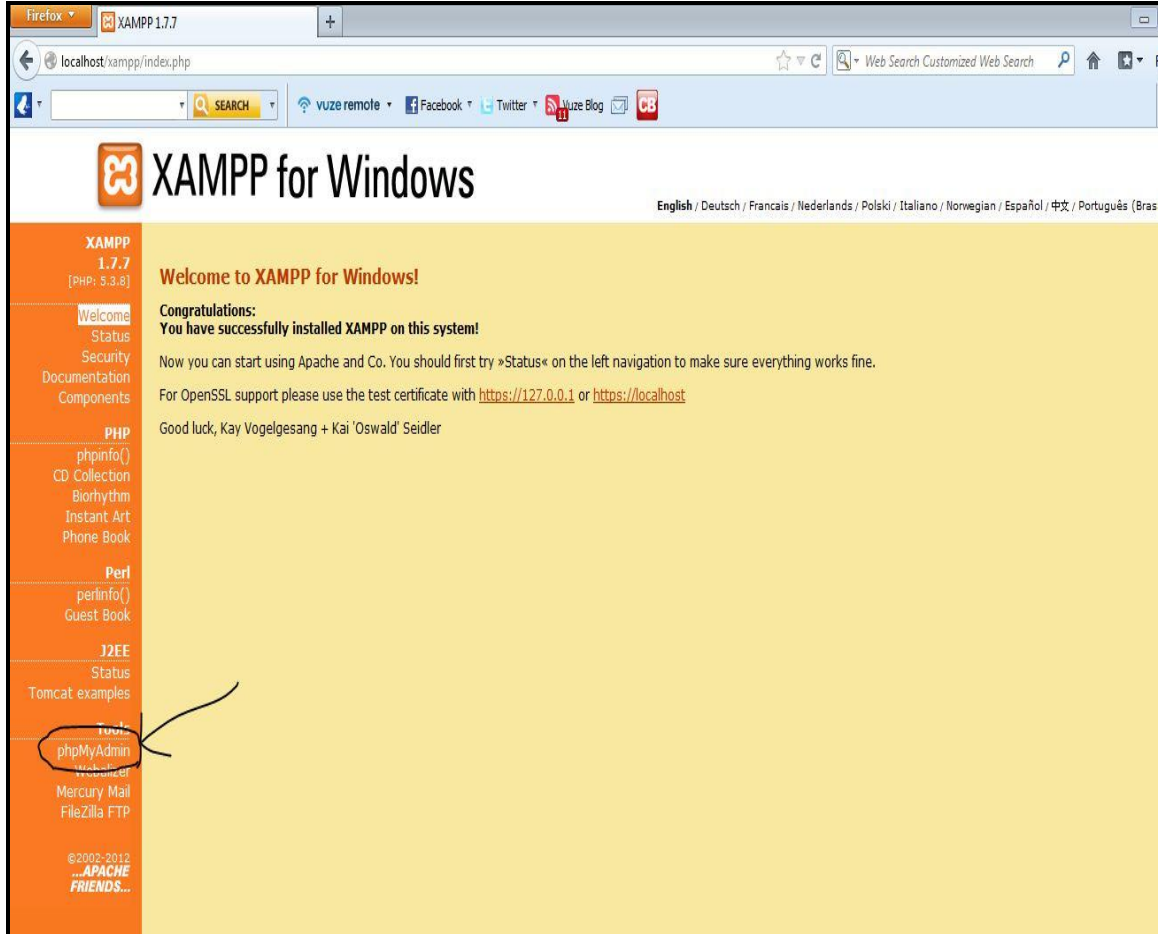 Firefox
XAMPP 1.7.7
localhost/xampp/index.php
Web Search Customized Web Search
SEARCH
vuze remote
Facebook
Twitter
11
Vuze Blog
CB
XAMPP for Windows
English / Deutsch / Francais / Nederlands / Polski / Italiano / Norwegian / Español / 中文 / Português (Bras
XAMPP
1.7.7
[PHP: 5.3.8]
Welcome
Status
Security
Documentation
Components
PHP
phpinfo()
CD Collection
Biorhythm
Instant Art
Phone Book
Perl
perlinfo()
Guest Book
J2EE
Status
Tomcat examples
Tools
phpMyAdmin
Webalizer
Mercury Mail
FileZilla FTP
©2002-2012
...APACHE
FRIENDS...
Welcome to XAMPP for Windows!
Congratulations:
You have successfully installed XAMPP on this system!
Now you can start using Apache and Co. You should first try »Status« on the left navigation to make sure everything works fine.
For OpenSSL support please use the test certificate with https://127.0.0.1 or https://localhost
Good luck, Kay Vogelgesang + Kai 'Oswald' Seidler